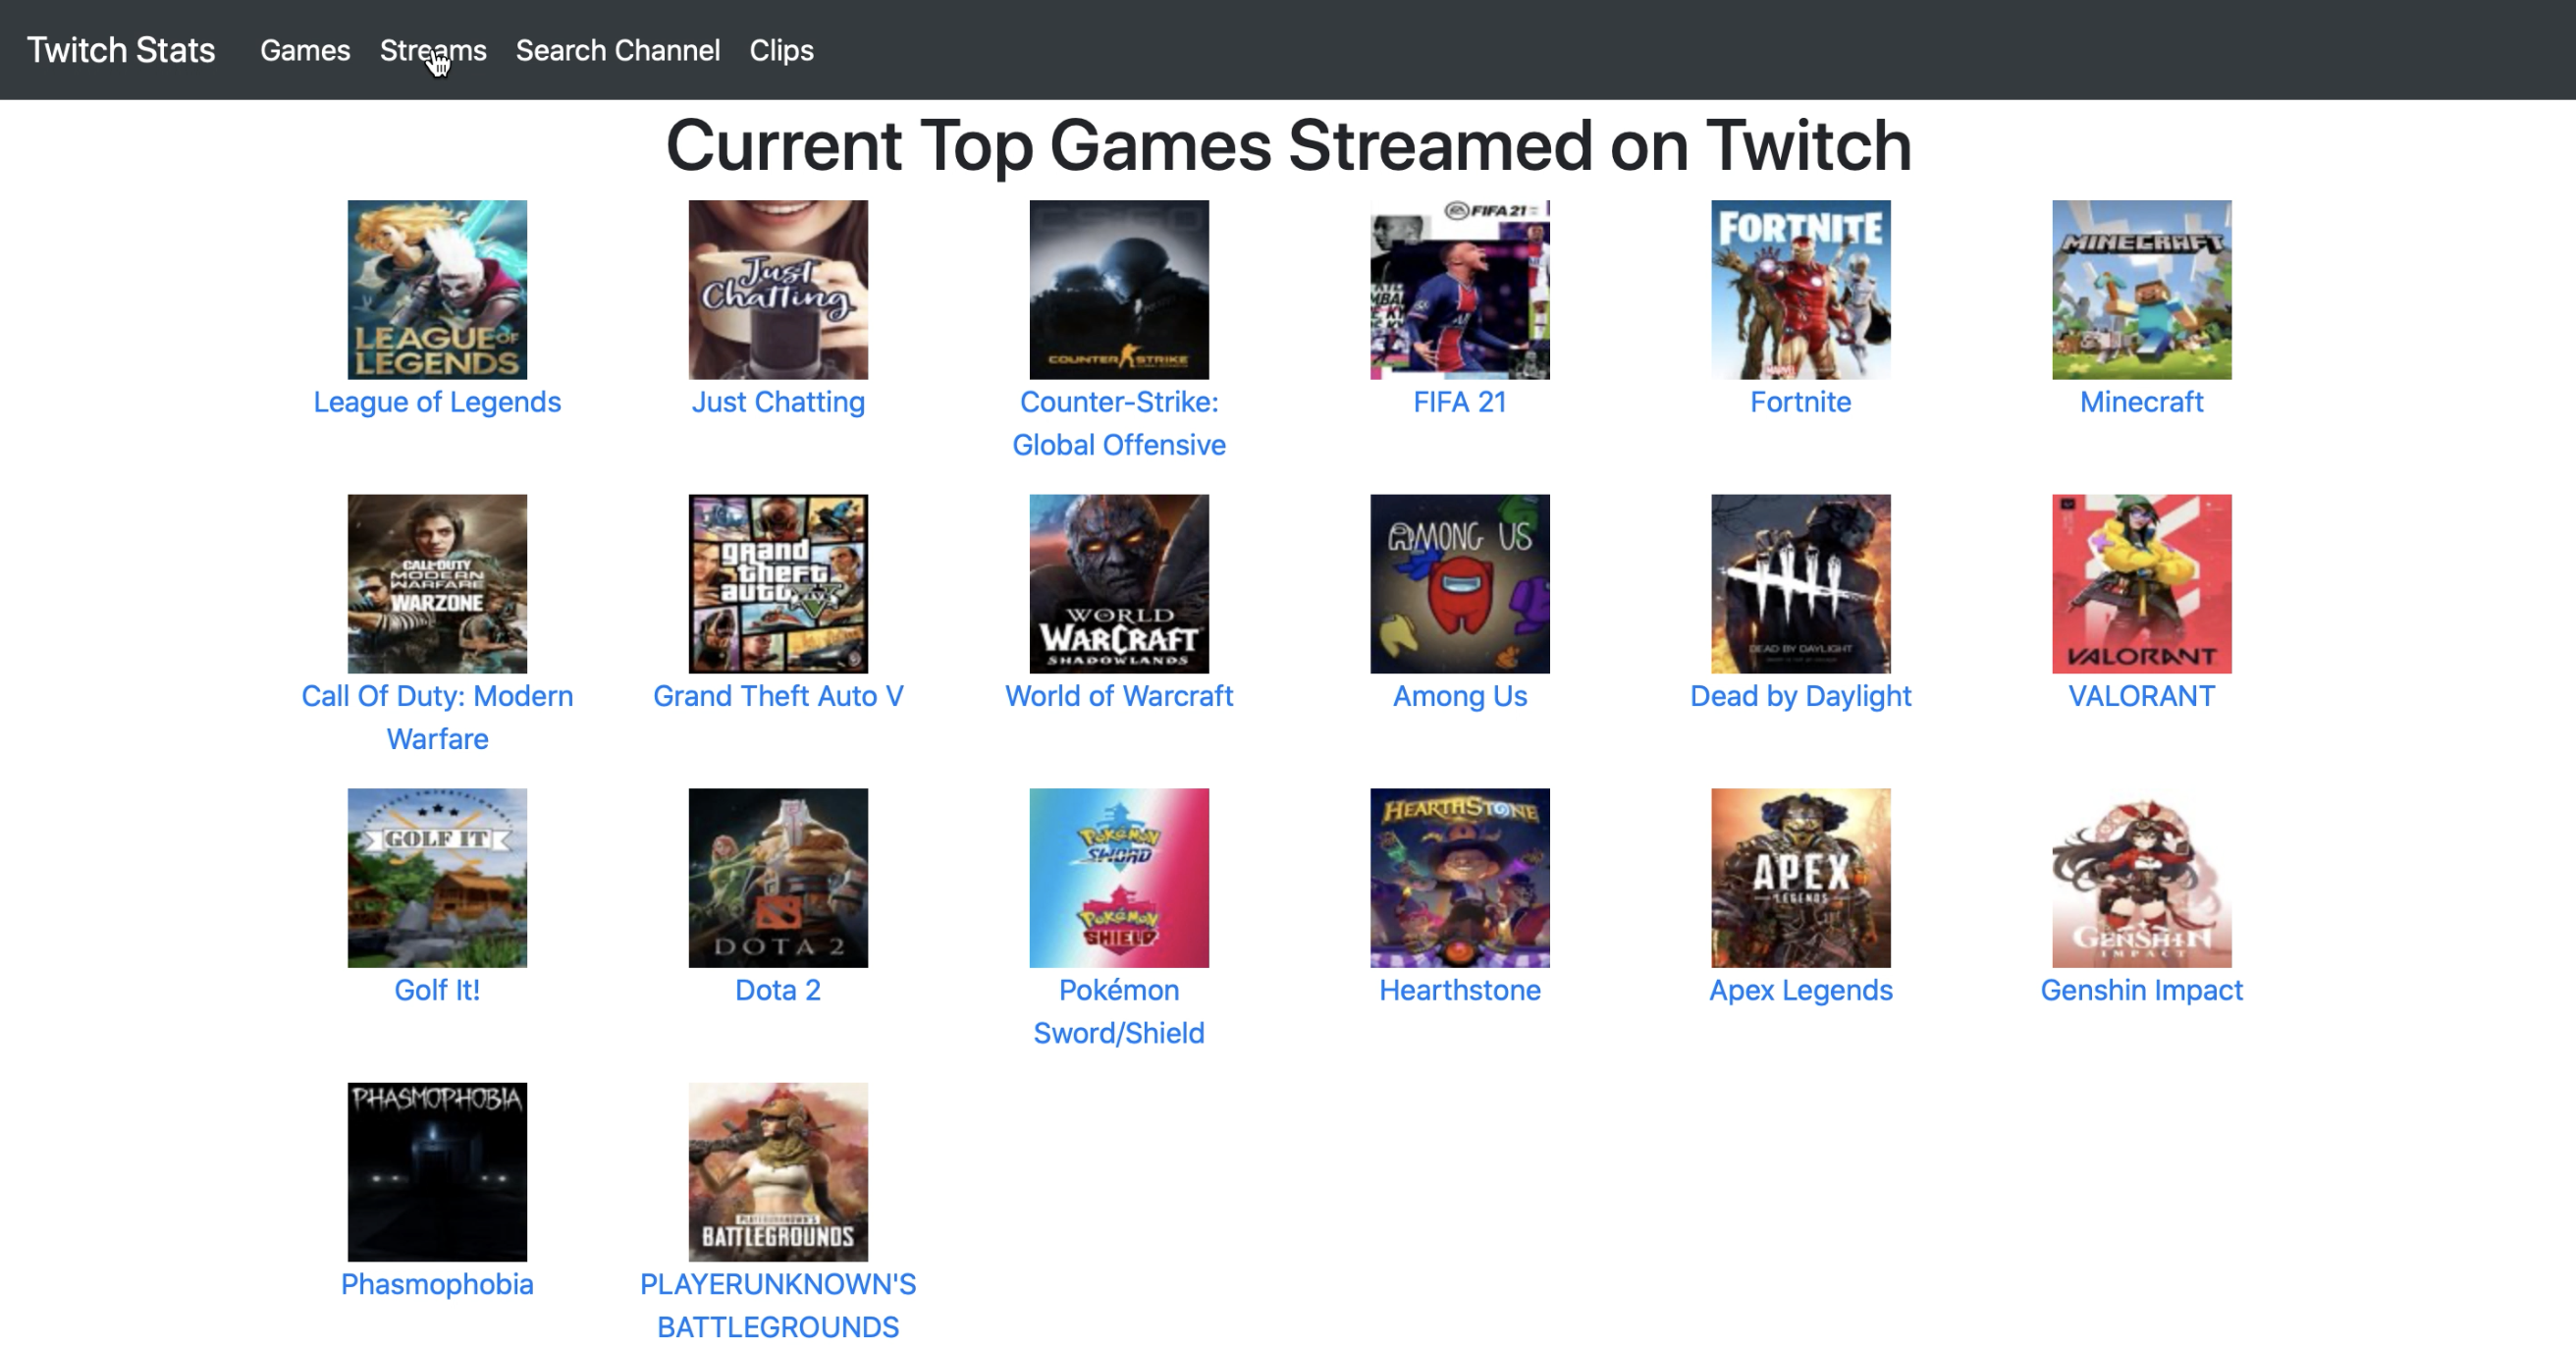 Twitch Stats Games Streams Search Channel Clips
Current Top Games Streamed on Twitch
LEAGUE OF
LEGENDS
League of Legends
Just
Chatting
Just Chatting
CS:GO
COUNTER STRIKE
Counter-Strike:
Global Offensive
FIFA 21
FIFA 21
FORTNITE
MARVEL
Fortnite
MINECRAFT
Minecraft
CALL OF DUTY
MODERN
WARFARE
WARZONE
Call Of Duty: Modern
Warfare
grand
theft
auto
V
Grand Theft Auto V
WORLD
WARCRAFT
SHADOWLANDS
World of Warcraft
AMONG US
Among Us
DEAD BY DAYLIGHT
Dead by Daylight
VALORANT
VALORANT
GOLF IT
Golf It!
DOTA 2
Dota 2
POKéMON
SWORD
POKéMON
SHIELD
Pokémon
Sword/Shield
HEARTHSTONE
Hearthstone
APEX
LEGENDS
Apex Legends
GENSHIN
IMPACT
Genshin Impact
PHASMOPHOBIA
Phasmophobia
PLAYERUNKNOWN'S
BATTLEGROUNDS
PLAYERUNKNOWN'S
BATTLEGROUNDS